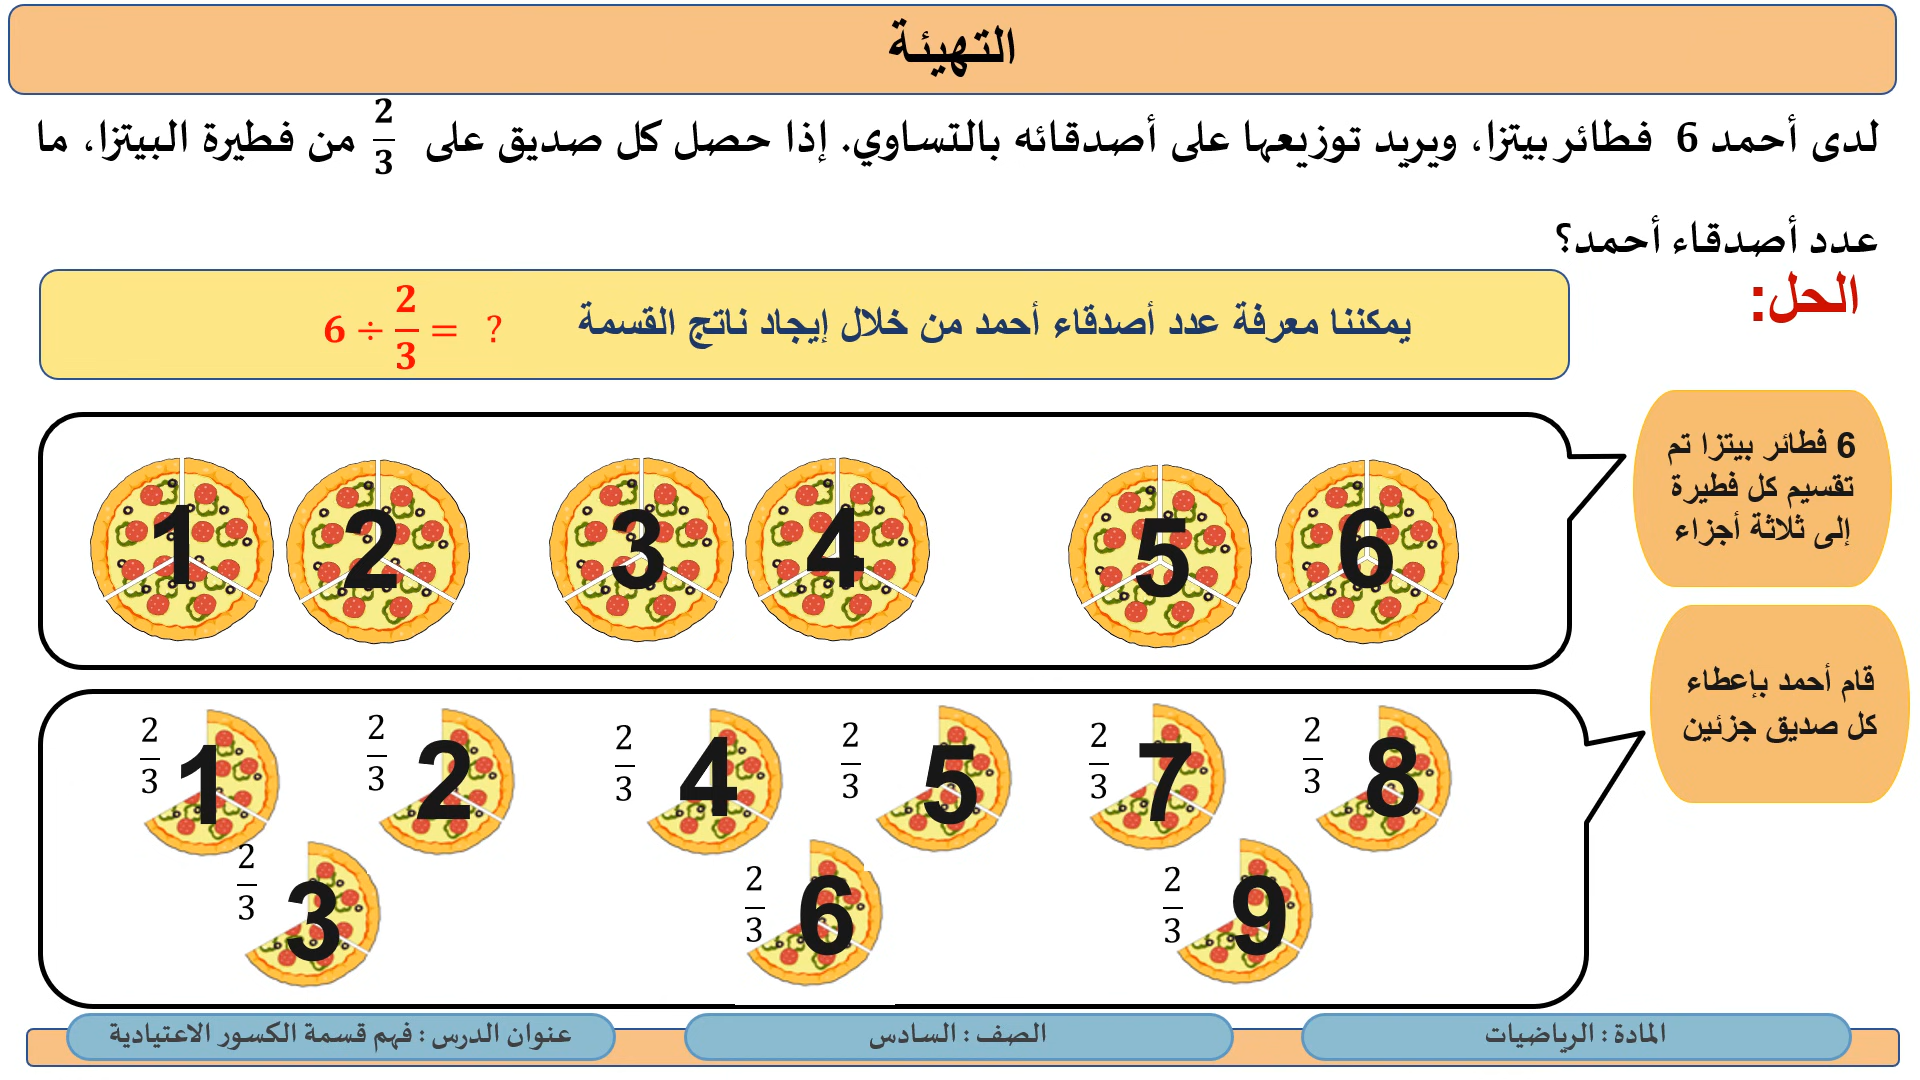 التهيئة
لدى أحمد 6 فطائر بيتزا، ويريد توزيعها على أصدقائه بالتساوي. إذا حصل كل صديق على 2/3 من فطيرة البيتزا، ما
عدد أصدقاء أحمد؟
الحل:
يمكننا معرفة عدد أصدقاء أحمد من خلال إيجاد ناتج القسمة 6 ÷ 2/3 = ?
6 فطائر بيتزا تم
تقسيم كل فطيرة
إلى ثلاثة أجزاء
1 2 3 4 5 6
قام أحمد بإعطاء
كل صديق جزئين
2/3 1 2/3 2 2/3 4 2/3 5 2/3 7 2/3 8
2/3 3 2/3 6 2/3 9
المادة : الرياضيات
الصف : السادس
عنوان الدرس : فهم قسمة الكسور الاعتيادية